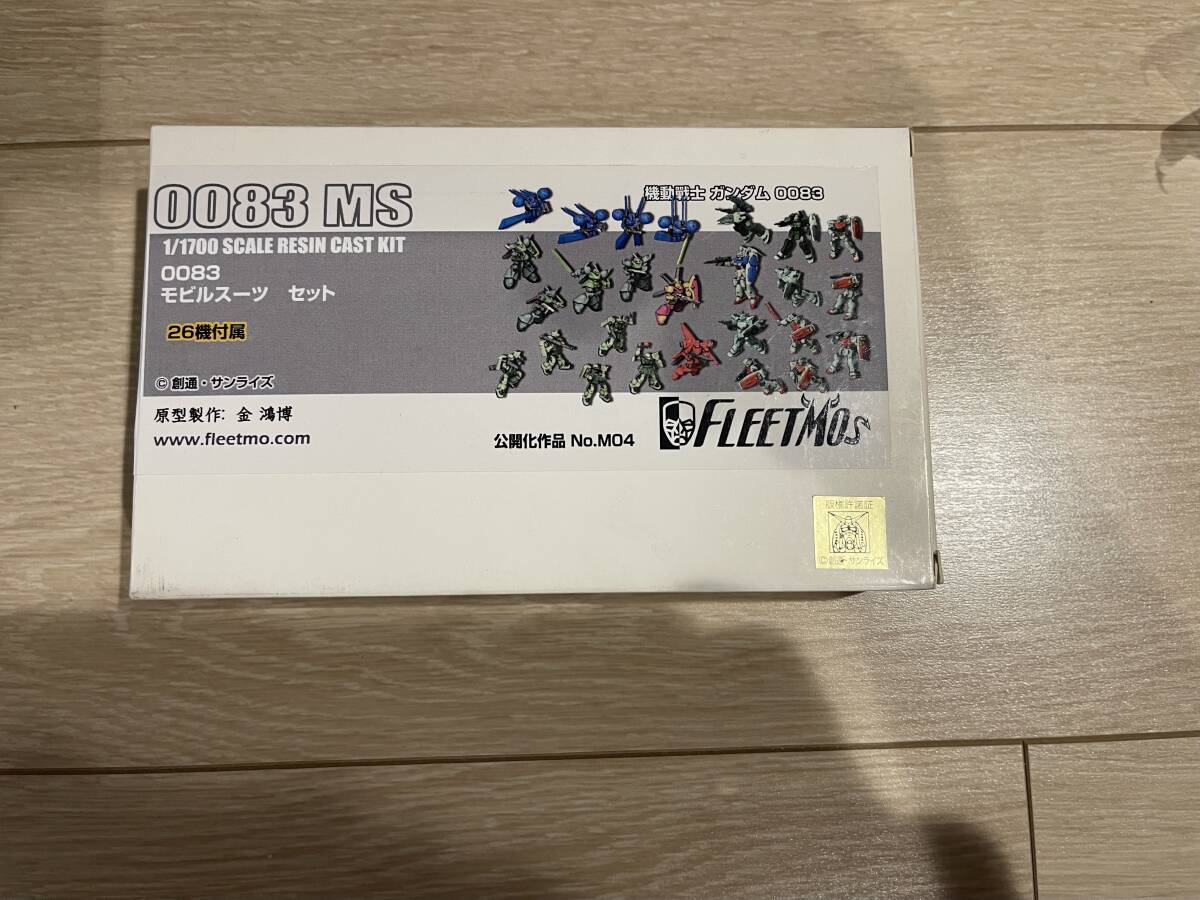 0083 MS
機動戦士 ガンダム 0083
1/1700 SCALE RESIN CAST KIT
0083
モビルスーツ セット
26機付属
© 創通・サンライズ
原型製作: 金 鴻博
www.fleetmo.com
公開化作品 No.M04
FLEETMOS
版権許諾証
©創通・サンライズ